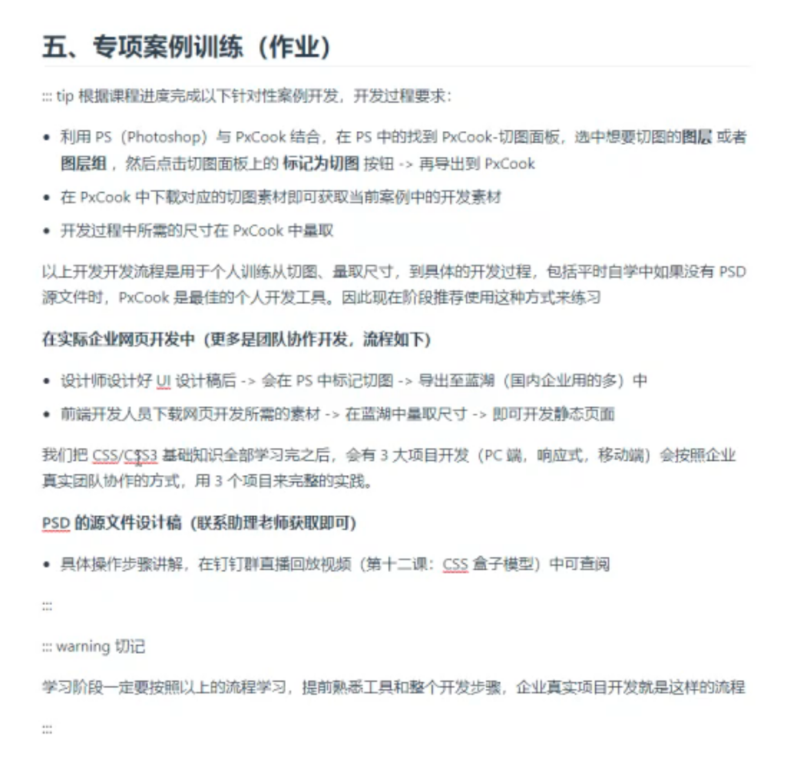 五、专项案例训练（作业）
::: tip 根据课程进度完成以下针对性案例开发，开发过程要求：
• 利用 PS（Photoshop）与 PxCook 结合，在 PS 中的找到 PxCook-切图面板，选中想要切图的图层 或者
图层组 ，然后点击切图面板上的 标记为切图 按钮 -> 再导出到 PxCook
• 在 PxCook 中下载对应的切图素材即可获取当前案例中的开发素材
• 开发过程中所需的尺寸在 PxCook 中量取
以上开发开发流程是用于个人训练从切图、量取尺寸，到具体的开发过程，包括平时自学中如果没有 PSD
源文件时，PxCook 是最佳的个人开发工具。因此现在阶段推荐使用这种方式来练习
在实际企业网页开发中（更多是团队协作开发，流程如下）
• 设计师设计好 UI 设计稿后 -> 会在 PS 中标记切图 -> 导出至蓝湖（国内企业用的多）中
• 前端开发人员下载网页开发所需的素材 -> 在蓝湖中量取尺寸 -> 即可开发静态页面
我们把 CSS/CSS3 基础知识全部学习完之后，会有 3 大项目开发（PC 端，响应式，移动端）会按照企业
真实团队协作的方式，用 3 个项目来完整的实践。
PSD 的源文件设计稿（联系助理老师获取即可）
• 具体操作步骤讲解，在钉钉群直播回放视频（第十二课：CSS 盒子模型）中可查阅
:::
::: warning 切记
学习阶段一定要按照以上的流程学习，提前熟悉工具和整个开发步骤，企业真实项目开发就是这样的流程
:::